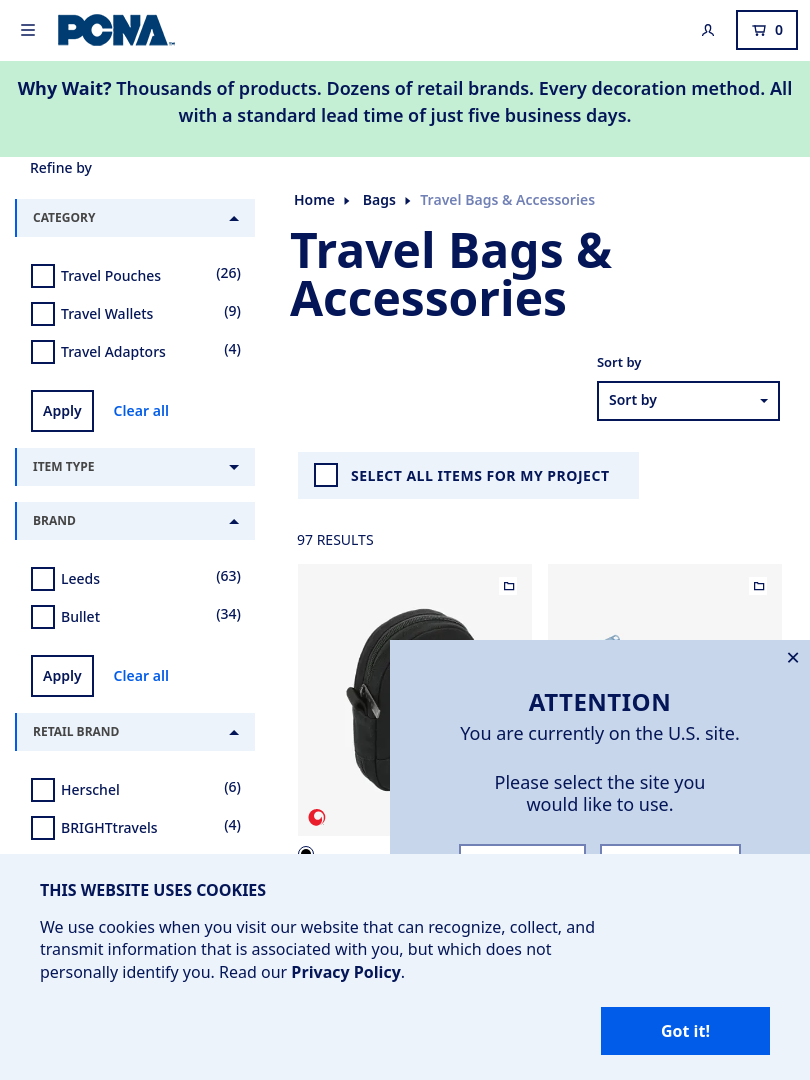 PCNA
0
Why Wait? Thousands of products. Dozens of retail brands. Every decoration method. All
with a standard lead time of just five business days.
Refine by
CATEGORY
Travel Pouches (26)
Travel Wallets (9)
Travel Adaptors (4)
Apply Clear all
ITEM TYPE
BRAND
Leeds (63)
Bullet (34)
Apply Clear all
RETAIL BRAND
Herschel (6)
BRIGHTtravels (4)
Home Bags Travel Bags & Accessories
Travel Bags &
Accessories
Sort by
Sort by
SELECT ALL ITEMS FOR MY PROJECT
97 RESULTS
ATTENTION
You are currently on the U.S. site.
Please select the site you
would like to use.
THIS WEBSITE USES COOKIES
We use cookies when you visit our website that can recognize, collect, and
transmit information that is associated with you, but which does not
personally identify you. Read our Privacy Policy.
Got it!